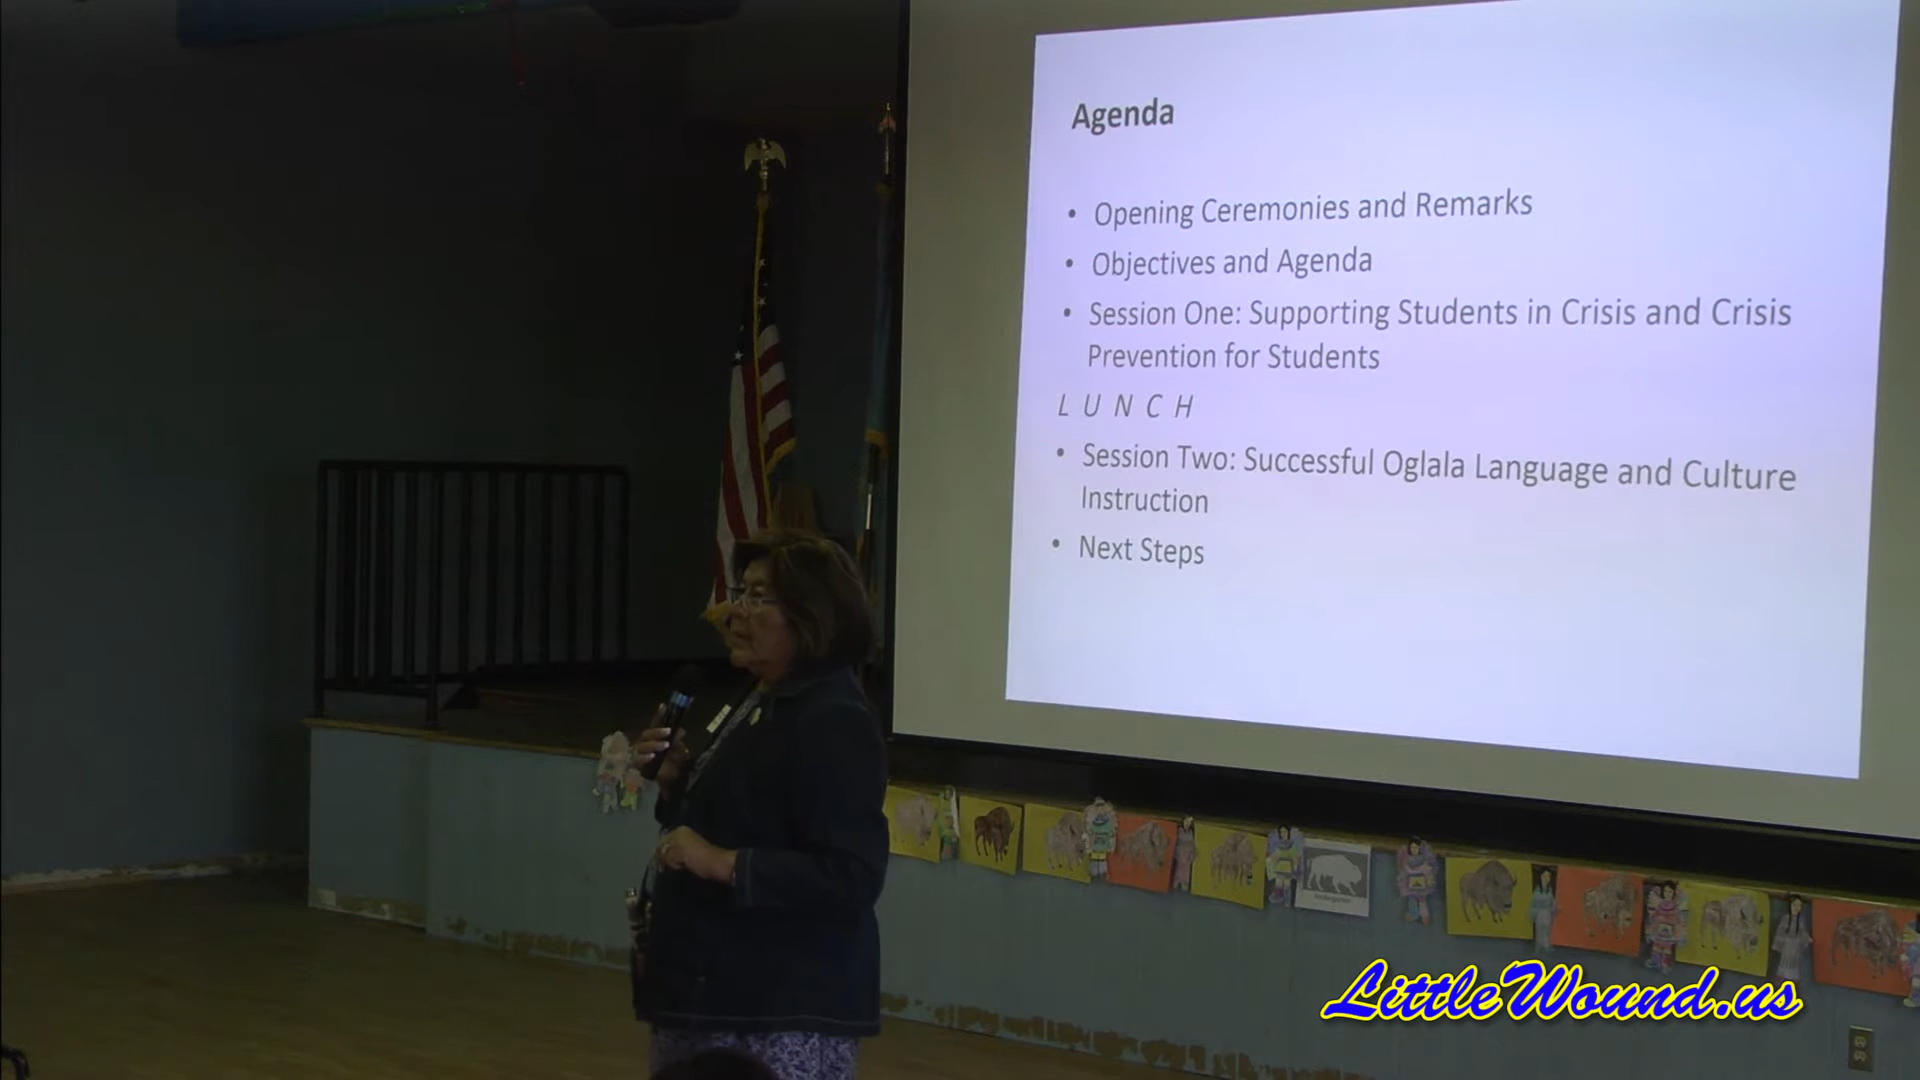 Agenda
• Opening Ceremonies and Remarks
• Objectives and Agenda
• Session One: Supporting Students in Crisis and Crisis
Prevention for Students
L U N C H
• Session Two: Successful Oglala Language and Culture
Instruction
• Next Steps
LittleWound.us